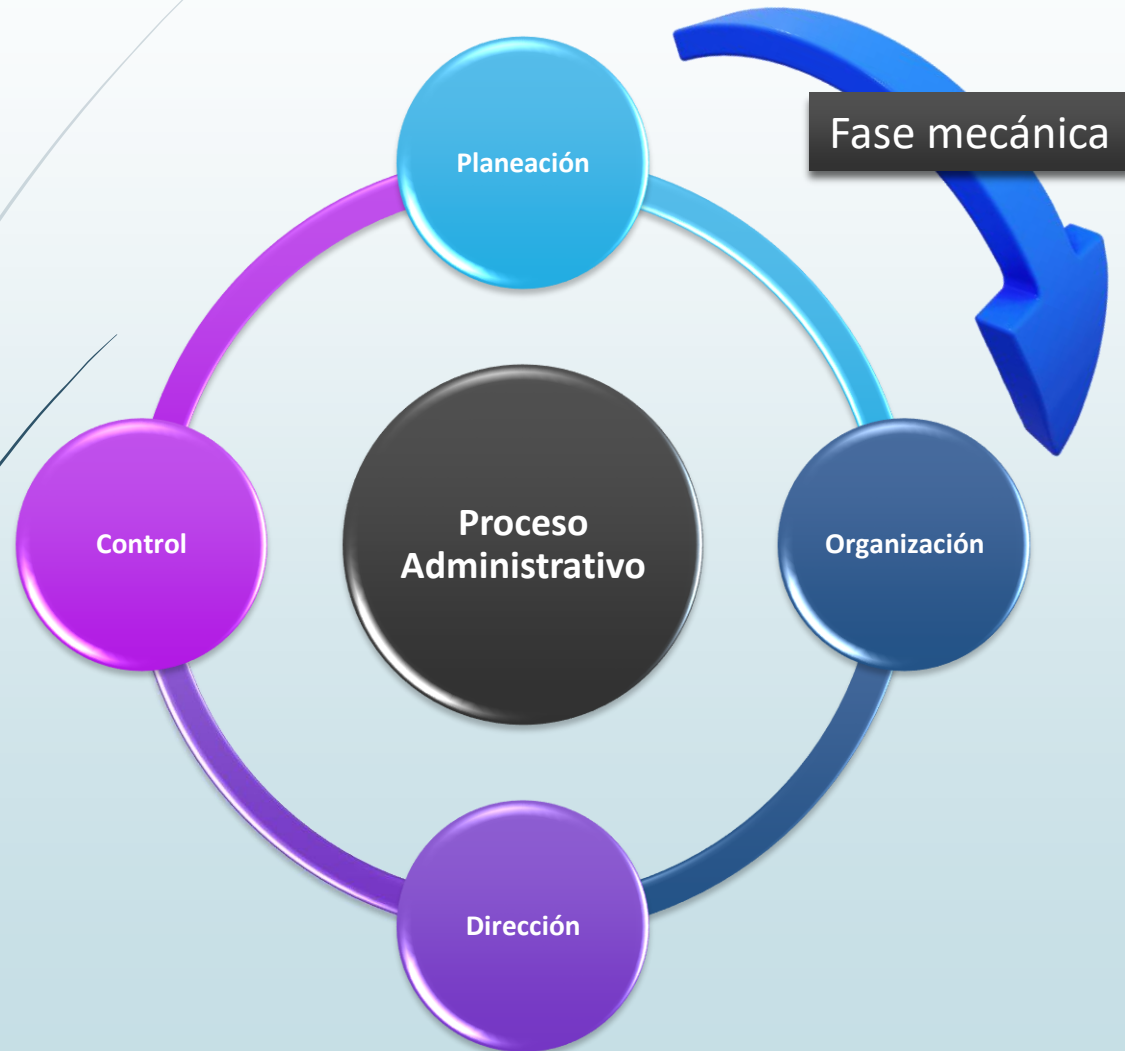 Fase mecánica
Planeación
Control
Proceso
Administrativo
Organización
Dirección